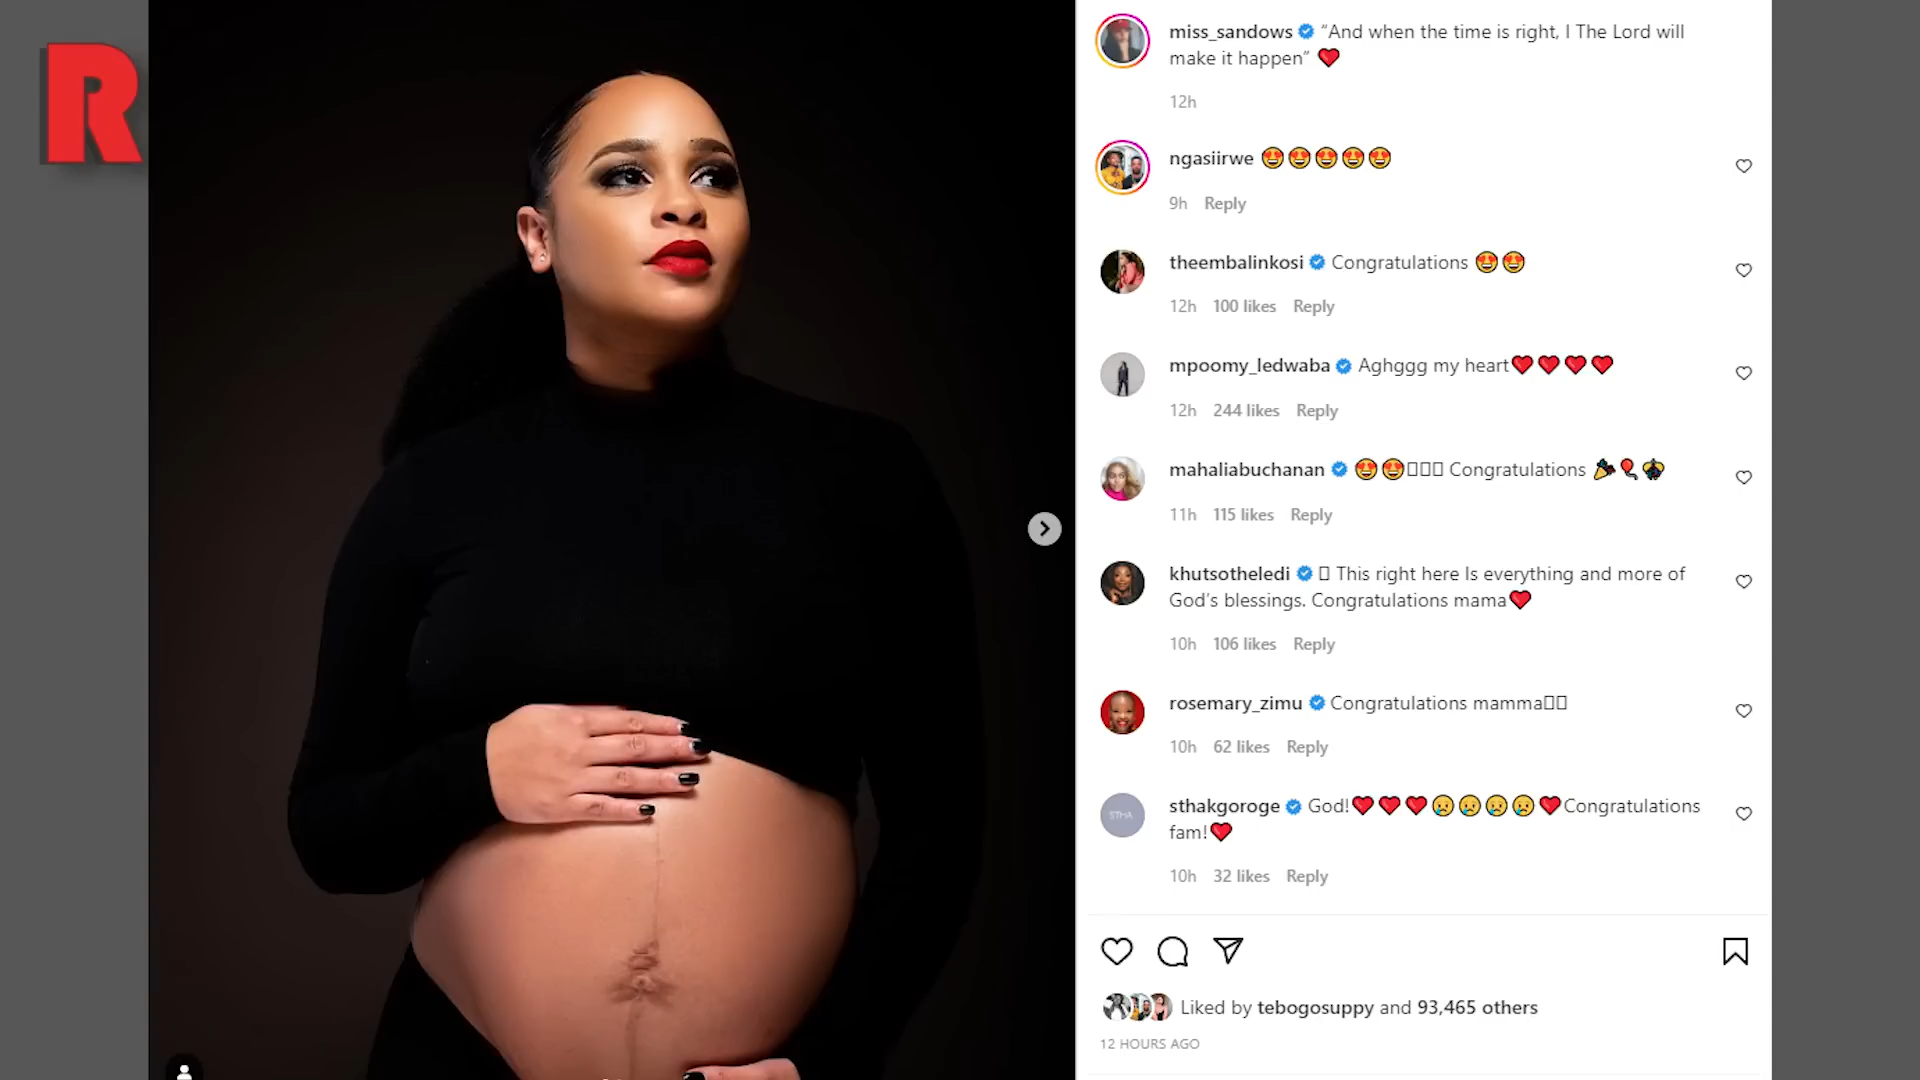 R
miss_sandows “And when the time is right, I The Lord will
make it happen” ❤️
12h
ngasiirwe 😍😍😍😍😍
9h Reply
theembalinkosi Congratulations 😍😍
12h 100 likes Reply
mpoomy_ledwaba Aghggg my heart❤️❤️❤️❤️
12h 244 likes Reply
mahaliabuchanan 😍😍▯▯▯ Congratulations 🎉🎈🎊
11h 115 likes Reply
khutsotheledi ▯ This right here Is everything and more of
God’s blessings. Congratulations mama❤️
10h 106 likes Reply
rosemary_zimu Congratulations mamma▯▯
10h 62 likes Reply
STHA
sthakgoroge God!❤️❤️❤️😢😢😢😢❤️Congratulations
fam!❤️
10h 32 likes Reply
Liked by tebogosuppy and 93,465 others
12 HOURS AGO